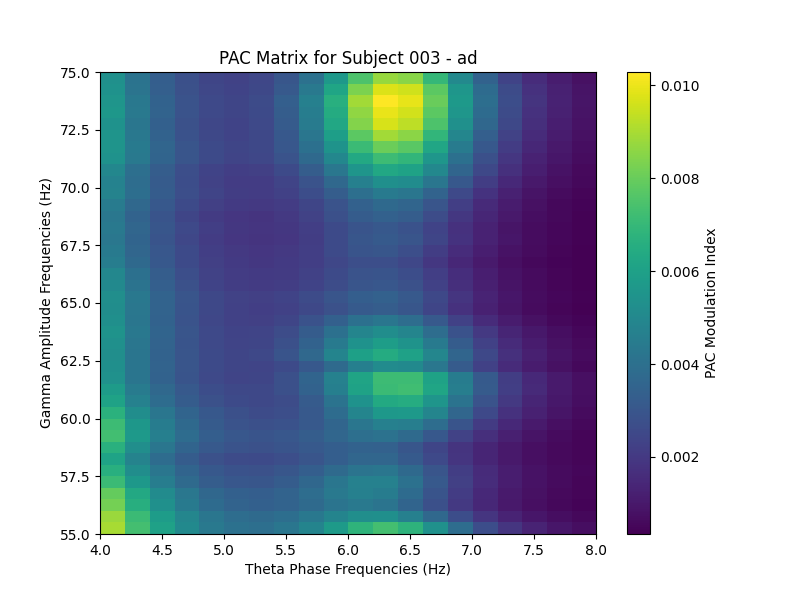 PAC Matrix for Subject 003 - ad
Gamma Amplitude Frequencies (Hz)
75.0
72.5
70.0
67.5
65.0
62.5
60.0
57.5
55.0
4.0 4.5 5.0 5.5 6.0 6.5 7.0 7.5 8.0
Theta Phase Frequencies (Hz)
0.010
0.008
0.006
0.004
0.002
PAC Modulation Index